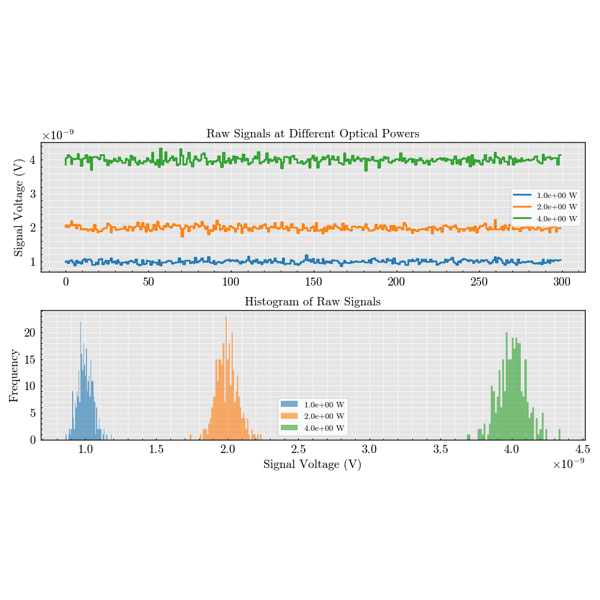 Raw Signals at Different Optical Powers
×10⁻⁹
Signal Voltage (V)
4
3
2
1
1.0e+00 W
2.0e+00 W
4.0e+00 W
0 50 100 150 200 250 300
Histogram of Raw Signals
Frequency
20
15
10
5
0
1.0e+00 W
2.0e+00 W
4.0e+00 W
1.0 1.5 2.0 2.5 3.0 3.5 4.0 4.5
Signal Voltage (V)
×10⁻⁹